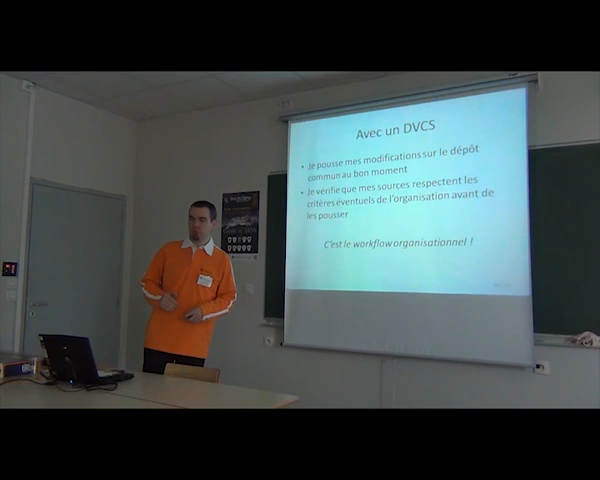 Avec un DVCS
• Je pousse mes modifications sur le dépôt
commun au bon moment
• Je vérifie que mes sources respectent les
critères éventuels de l'organisation avant de
les pousser
C'est le workflow organisationnel !